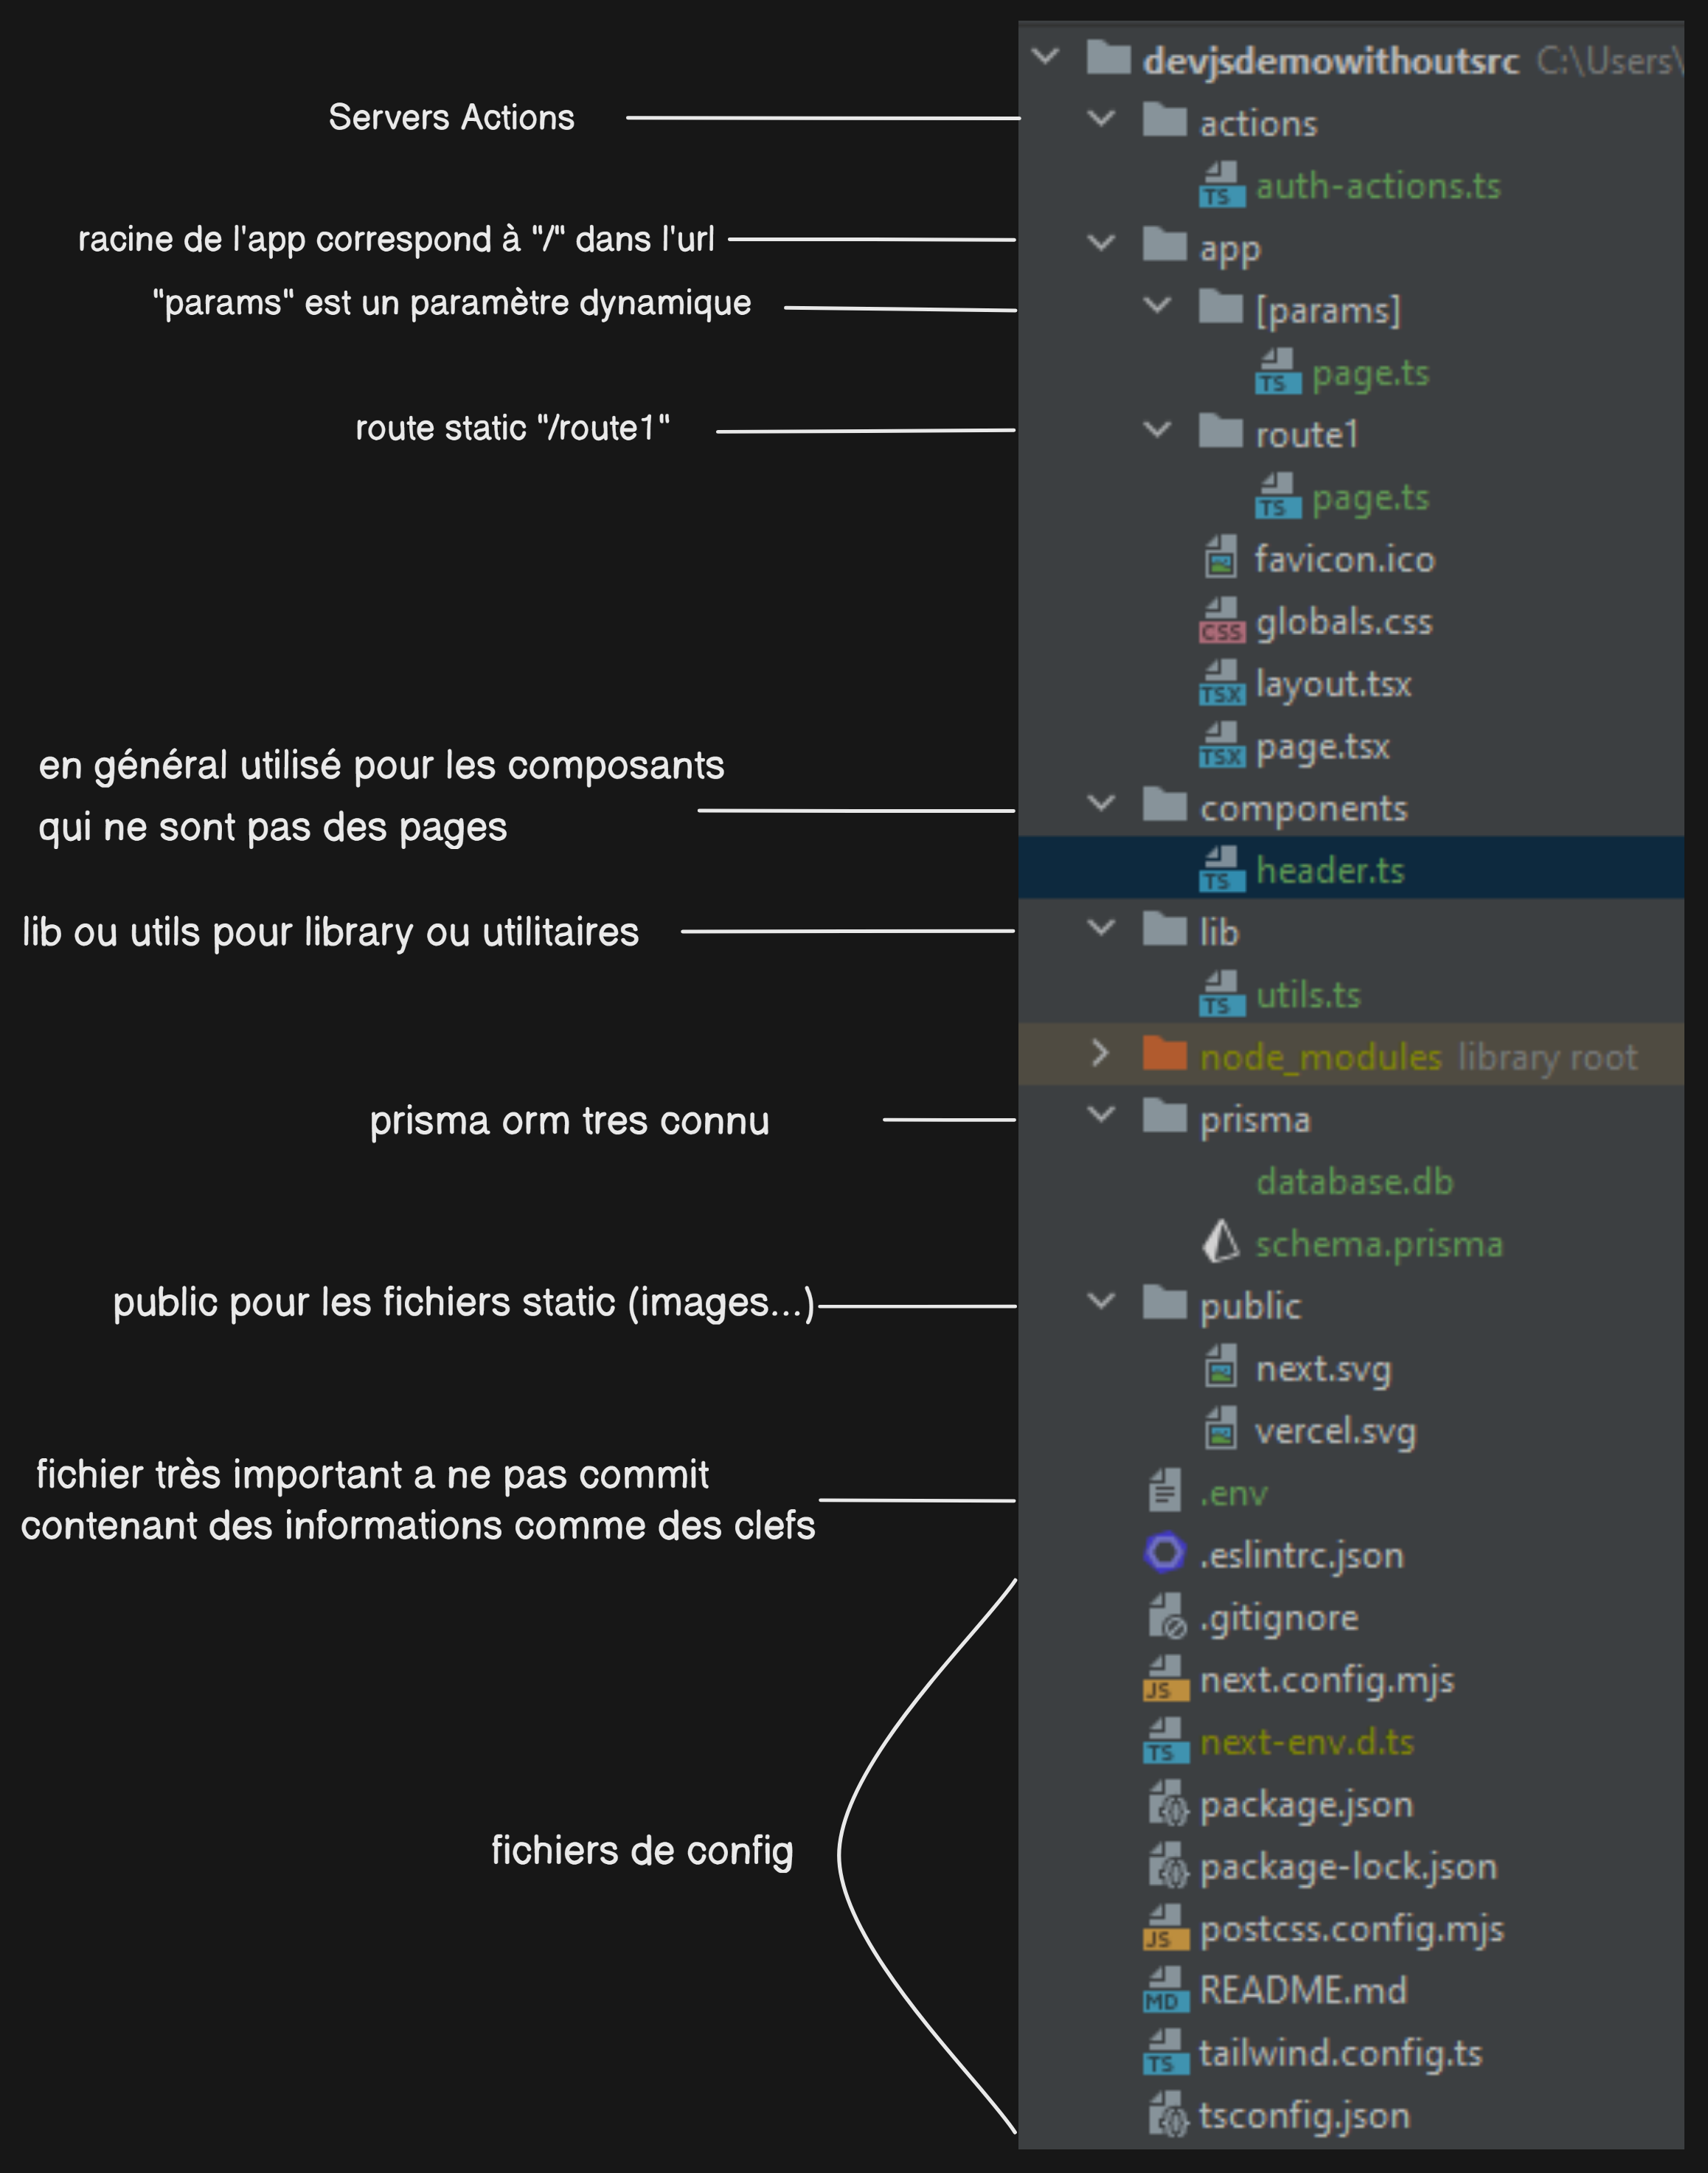 devjsdemowithoutsrc C:\Users\
Servers Actions
actions
auth-actions.ts
racine de l'app correspond à "/" dans l'url
app
"params" est un paramètre dynamique
[params]
page.ts
route static "/route1"
route1
page.ts
favicon.ico
globals.css
layout.tsx
page.tsx
en général utilisé pour les composants
qui ne sont pas des pages
components
header.ts
lib ou utils pour library ou utilitaires
lib
utils.ts
node_modules library root
prisma orm tres connu
prisma
database.db
schema.prisma
public pour les fichiers static (images...)
public
next.svg
vercel.svg
fichier très important a ne pas commit
contenant des informations comme des clefs
.env
.eslintrc.json
.gitignore
next.config.mjs
next-env.d.ts
package.json
fichiers de config
package-lock.json
postcss.config.mjs
README.md
tailwind.config.ts
tsconfig.json